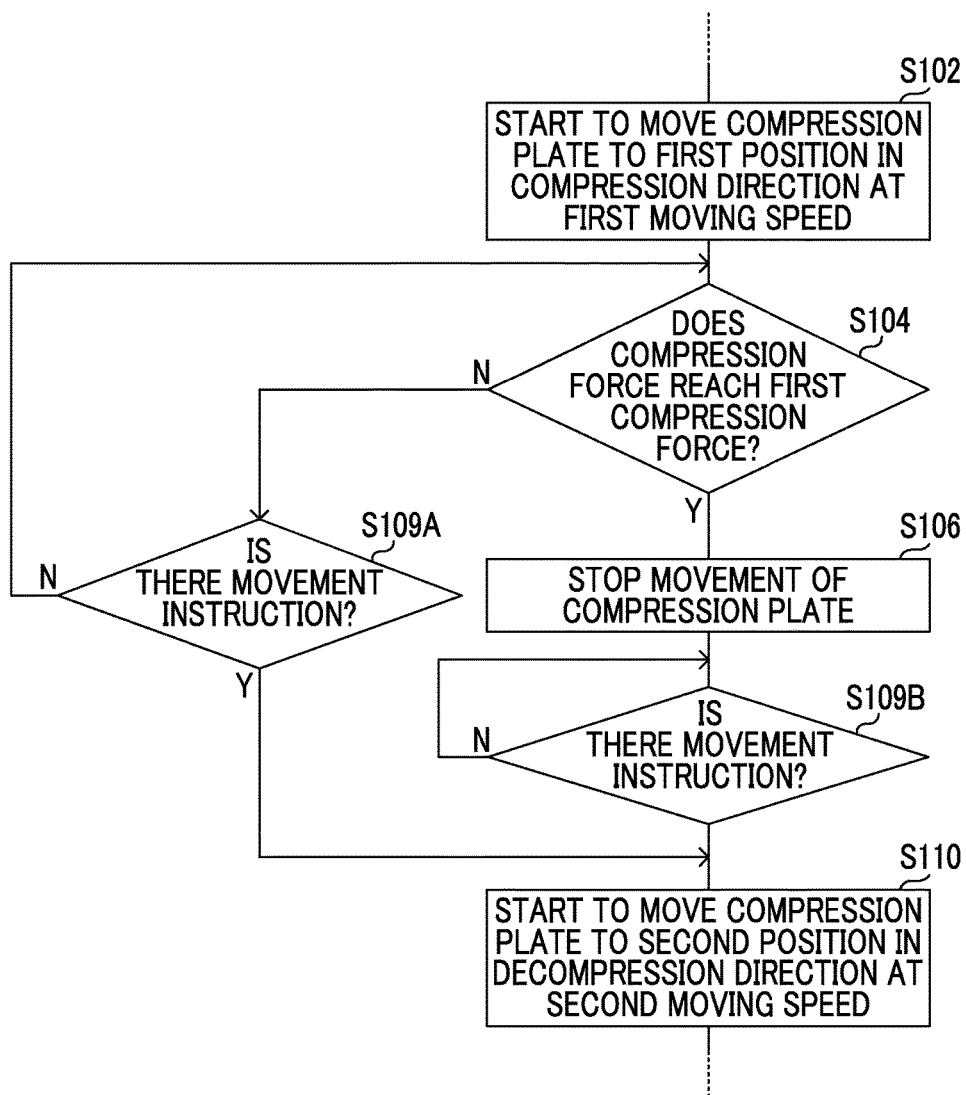 S102
START TO MOVE COMPRESSION
PLATE TO FIRST POSITION IN
COMPRESSION DIRECTION AT
FIRST MOVING SPEED
S104
DOES
COMPRESSION
FORCE REACH FIRST
COMPRESSION
FORCE?
N
Y
S109A
IS
THERE MOVEMENT
INSTRUCTION?
N
Y
S106
STOP MOVEMENT OF
COMPRESSION PLATE
S109B
IS
THERE MOVEMENT
INSTRUCTION?
N
S110
START TO MOVE COMPRESSION
PLATE TO SECOND POSITION IN
DECOMPRESSION DIRECTION AT
SECOND MOVING SPEED